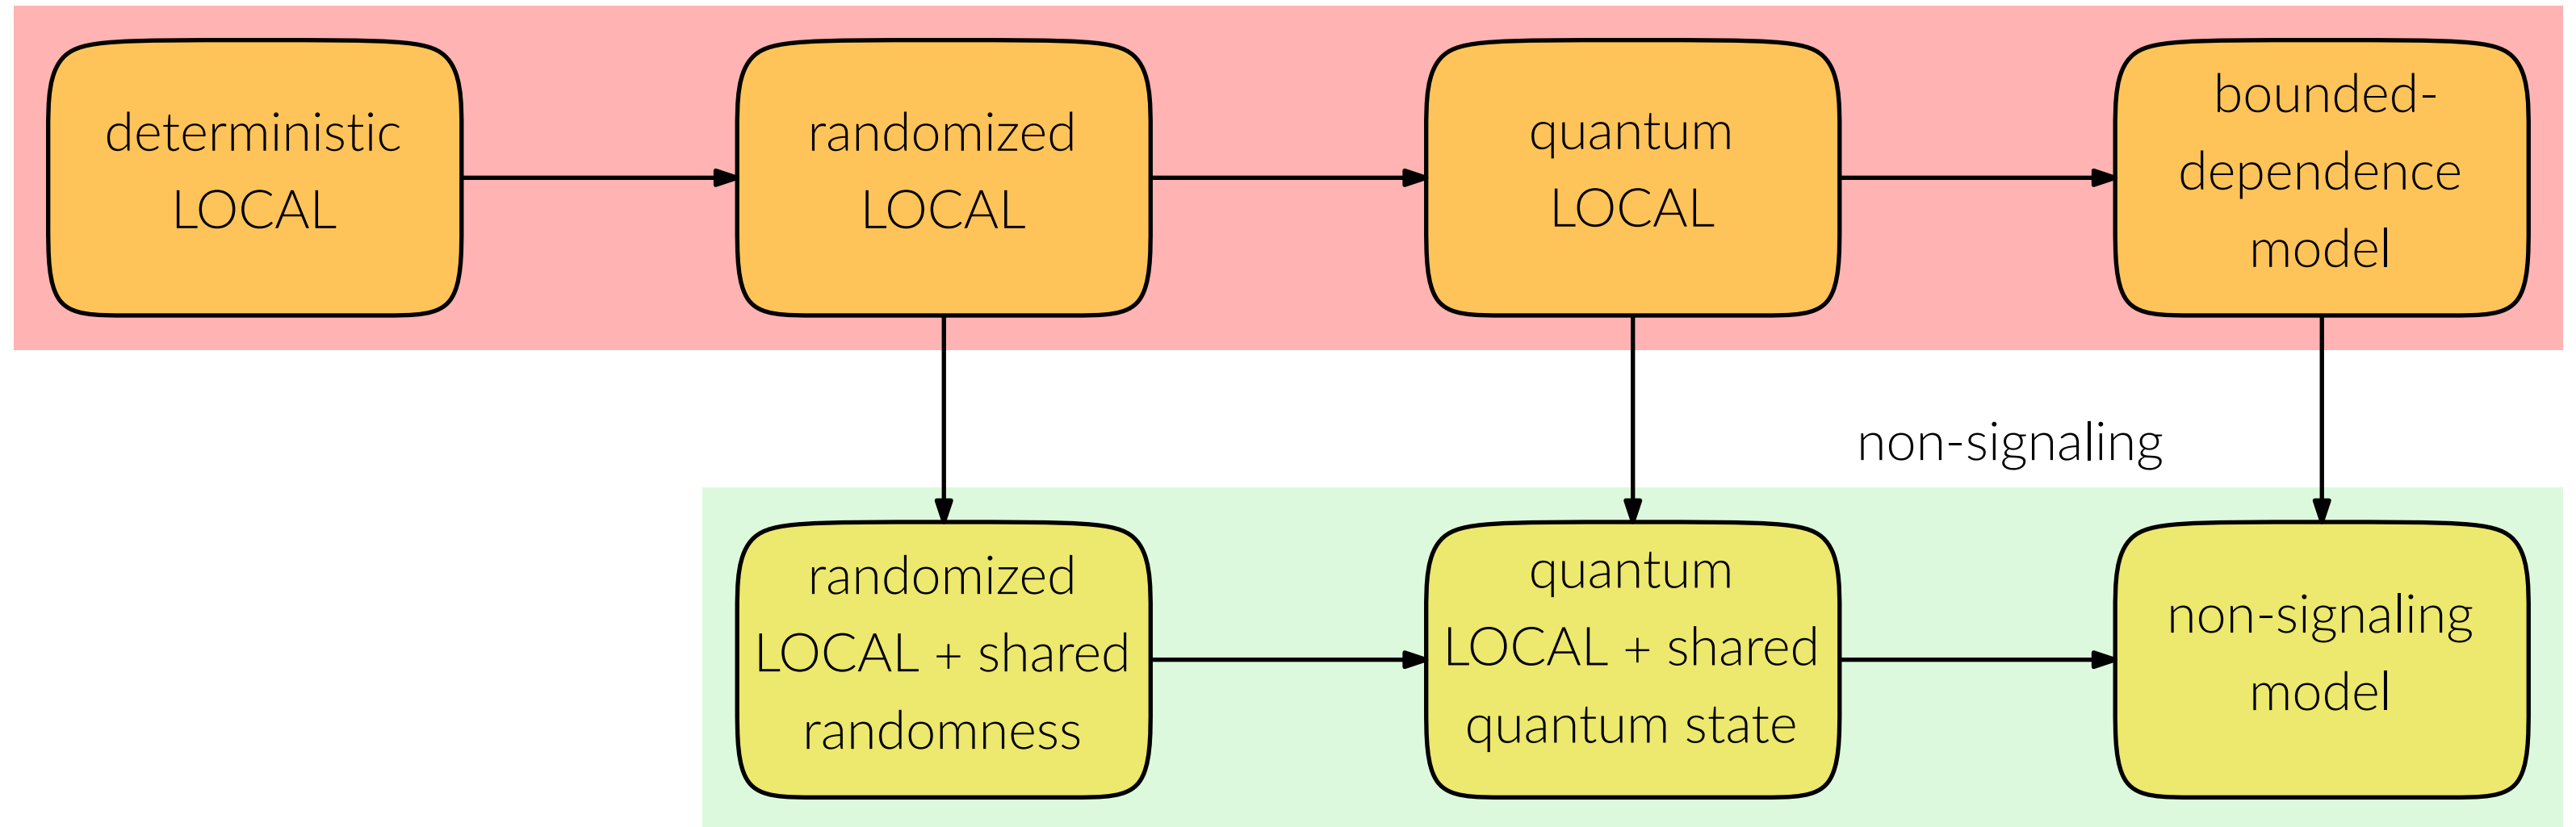 deterministic
LOCAL
randomized
LOCAL
quantum
LOCAL
bounded-
dependence
model
non-signaling
randomized
LOCAL + shared
randomness
quantum
LOCAL + shared
quantum state
non-signaling
model